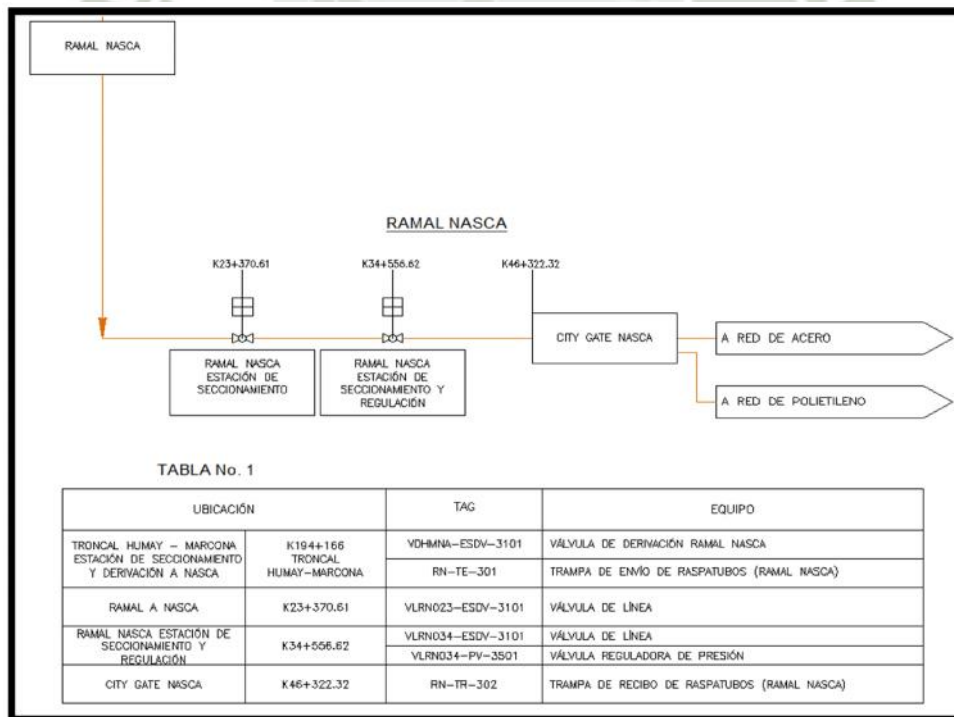 RAMAL NASCA
RAMAL NASCA
K23+370.61
K34+556.62
K46+322.32
RAMAL NASCA
ESTACIÓN DE
SECCIONAMIENTO
RAMAL NASCA
ESTACIÓN DE
SECCIONAMIENTO Y
REGULACIÓN
CITY GATE NASCA
A RED DE ACERO
A RED DE POLIETILENO
TABLA No. 1
UBICACIÓN
TAG
EQUIPO
TRONCAL HUMAY – MARCONA
ESTACIÓN DE SECCIONAMIENTO
Y DERIVACIÓN A NASCA
K194+166
TRONCAL
HUMAY-MARCONA
VDHMNA-ESDV-3101
VÁLVULA DE DERIVACIÓN RAMAL NASCA
RN-TE-301
TRAMPA DE ENVÍO DE RASPATUBOS (RAMAL NASCA)
RAMAL A NASCA
K23+370.61
VLRN023-ESDV-3101
VÁLVULA DE LÍNEA
RAMAL NASCA ESTACIÓN DE
SECCIONAMIENTO Y
REGULACIÓN
K34+556.62
VLRN034-ESDV-3101
VÁLVULA DE LÍNEA
VLRN034-PV-3501
VÁLVULA REGULADORA DE PRESIÓN
CITY GATE NASCA
K46+322.32
RN-TR-302
TRAMPA DE RECIBO DE RASPATUBOS (RAMAL NASCA)